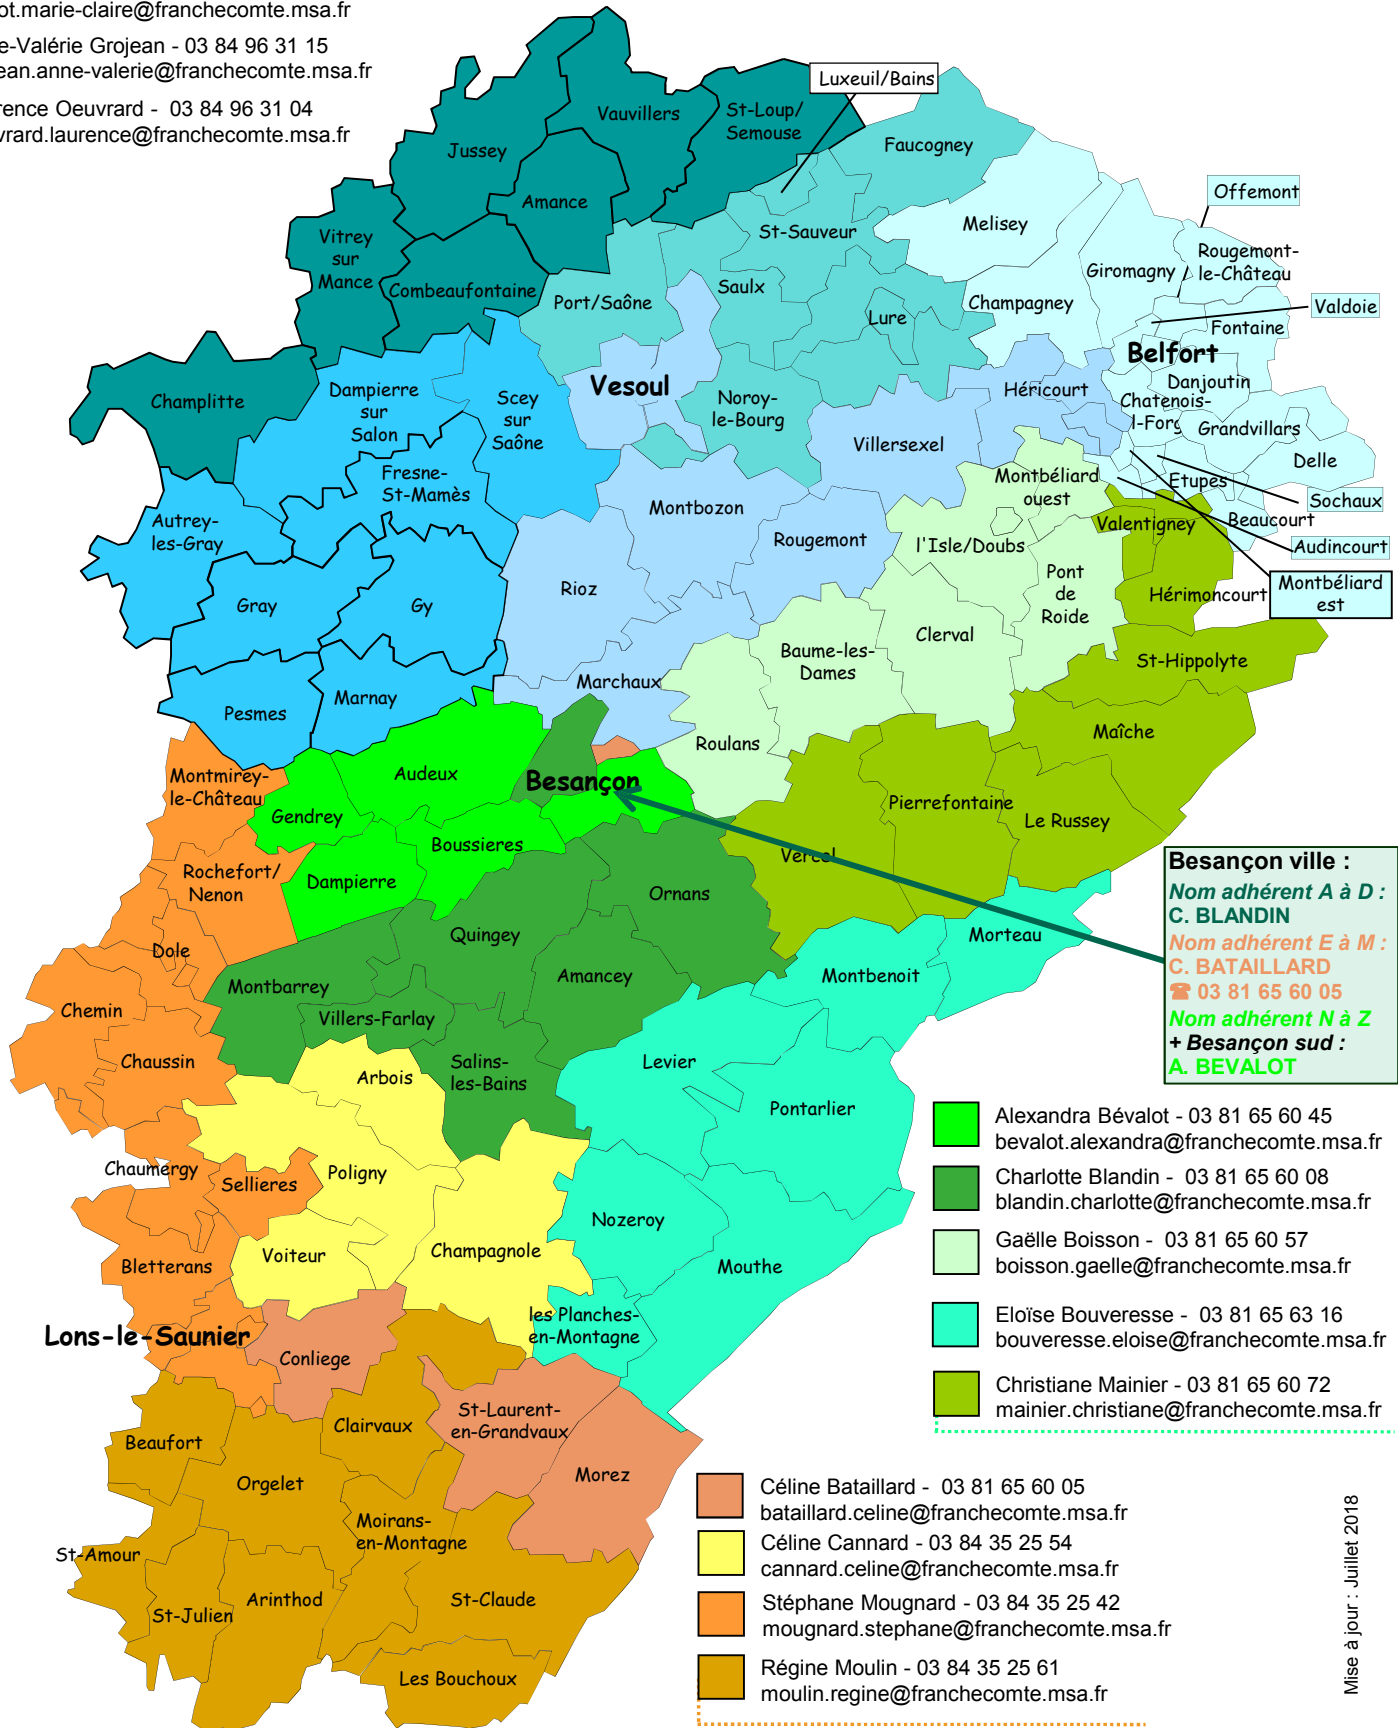 ot.marie-claire@franchecomte.msa.fr
e-Valérie Grojean - 03 84 96 31 15
ean.anne-valerie@franchecomte.msa.fr
rence Oeuvrard - 03 84 96 31 04
vrard.laurence@franchecomte.msa.fr
Luxeuil/Bains
Vauvillers
St-Loup/
Semouse
Jussey
Faucogney
Amance
Offemont
Vitrey
sur
Mance
St-Sauveur
Melisey
Rougemont-
le-Château
Giromagny
Combeaufontaine
Port/Saône
Saulx
Champagney
Lure
Valdoie
Fontaine
Belfort
Champlitte
Dampierre
sur
Salon
Scey
sur
Saône
Vesoul
Noroy-
le-Bourg
Héricourt
Danjoutin
Chatenois-
l-Forg
Grandvillars
Villersexel
Delle
Fresne-
St-Mamès
Montbéliard
ouest
Etupes
Sochaux
Autrey-
les-Gray
Montbozon
Valentigney
Beaucourt
Rougemont
l'Isle/Doubs
Audincourt
Pont
de
Roide
Montbéliard
est
Rioz
Hérimoncourt
Gray
Gy
Clerval
Baume-les-
Dames
St-Hippolyte
Marchaux
Marnay
Pesmes
Roulans
Maîche
Montmirey-
le-Château
Audeux
Besançon
Gendrey
Pierrefontaine
Le Russey
Boussieres
Vercel
Rochefort/
Nenon
Dampierre
Ornans
Besançon ville :
Nom adhérent A à D :
C. BLANDIN
Nom adhérent E à M :
C. BATAILLARD
☎ 03 81 65 60 05
Nom adhérent N à Z
+ Besançon sud :
A. BEVALOT
Quingey
Morteau
Dole
Amancey
Montbenoit
Montbarrey
Chemin
Villers-Farlay
Chaussin
Arbois
Salins-
les-Bains
Levier
Pontarlier
Chaumergy
Sellieres
Poligny
Nozeroy
Voiteur
Champagnole
Bletterans
Mouthe
les Planches-
en-Montagne
Lons-le-Saunier
Conliege
St-Laurent-
en-Grandvaux
Clairvaux
Beaufort
Orgelet
Morez
Moirans-
en-Montagne
St-Amour
Arinthod
St-Claude
St-Julien
Les Bouchoux
Alexandra Bévalot - 03 81 65 60 45
bevalot.alexandra@franchecomte.msa.fr
Charlotte Blandin - 03 81 65 60 08
blandin.charlotte@franchecomte.msa.fr
Gaëlle Boisson - 03 81 65 60 57
boisson.gaelle@franchecomte.msa.fr
Eloïse Bouveresse - 03 81 65 63 16
bouveresse.eloise@franchecomte.msa.fr
Christiane Mainier - 03 81 65 60 72
mainier.christiane@franchecomte.msa.fr
Céline Bataillard - 03 81 65 60 05
bataillard.celine@franchecomte.msa.fr
Céline Cannard - 03 84 35 25 54
cannard.celine@franchecomte.msa.fr
Stéphane Mougnard - 03 84 35 25 42
mougnard.stephane@franchecomte.msa.fr
Régine Moulin - 03 84 35 25 61
moulin.regine@franchecomte.msa.fr
Mise à jour : Juillet 2018